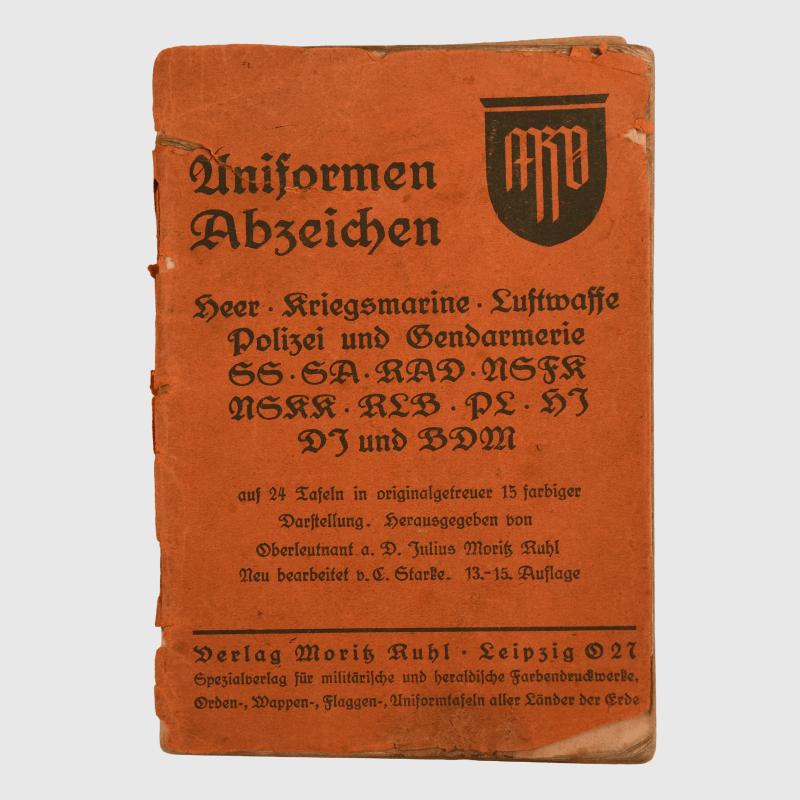 MRV
Uniformen
Abzeichen
Heer · Kriegsmarine · Luftwaffe
Polizei und Gendarmerie
SS · SA · RAD · NSFK
NSKK · RLB · PL · HJ
DJ und BDM
auf 24 Tafeln in originalgetreuer 15 farbiger
Darstellung. Herausgegeben von
Oberleutnant a. D. Julius Moritz Ruhl
Neu bearbeitet v. C. Starke. 13.-15. Auflage
Verlag Moritz Ruhl · Leipzig O 27
Spezialverlag für militärische und heraldische Farbendruckwerke,
Orden-, Wappen-, Flaggen-, Uniformtafeln aller Länder der Erde